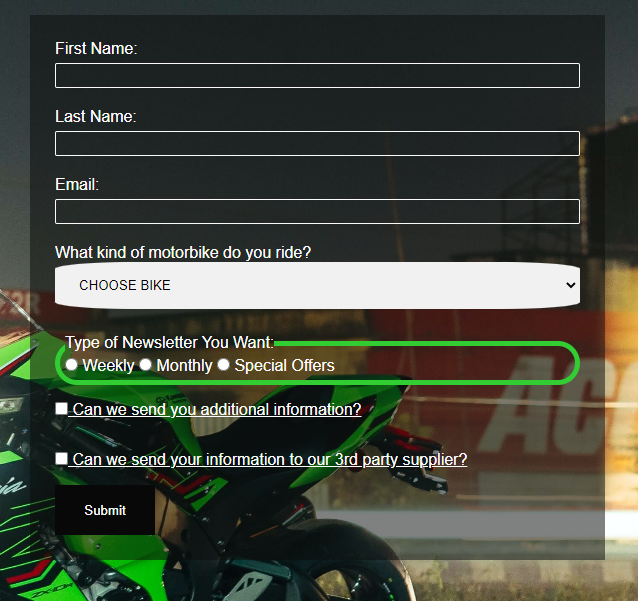 First Name:
Last Name:
Email:
What kind of motorbike do you ride?
CHOOSE BIKE
Type of Newsletter You Want:
Weekly Monthly Special Offers
Can we send you additional information?
Can we send your information to our 3rd party supplier?
Submit